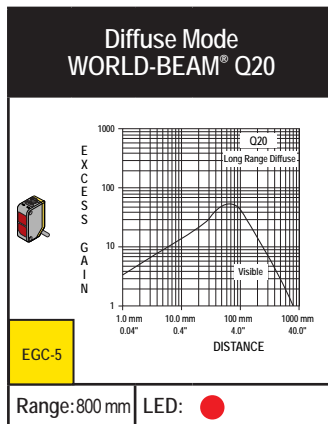 Diffuse Mode
WORLD-BEAM® Q20
EXCESS GAIN
1000
100
10
1
Q20
Long Range Diffuse
Visible
1.0 mm 10.0 mm 100 mm 1000 mm
0.04" 0.4" 4.0" 40.0"
DISTANCE
EGC-5
Range: 800 mm LED: